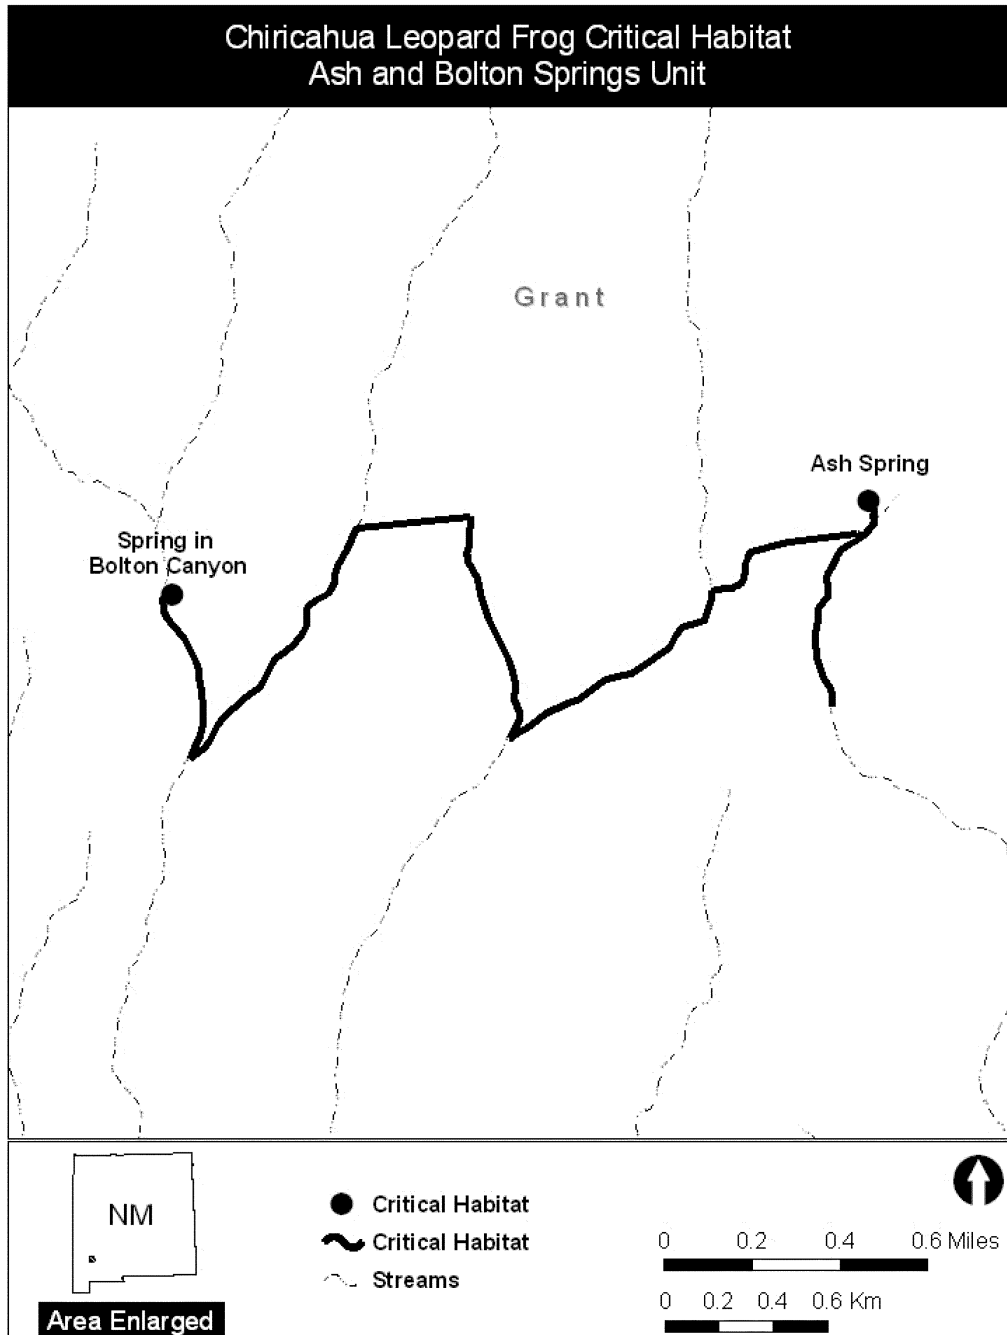 Chiricahua Leopard Frog Critical Habitat
Ash and Bolton Springs Unit
Grant
Ash Spring
Spring in
Bolton Canyon
NM
Area Enlarged
Critical Habitat
Critical Habitat
Streams
0 0.2 0.4 0.6 Miles
0 0.2 0.4 0.6 Km